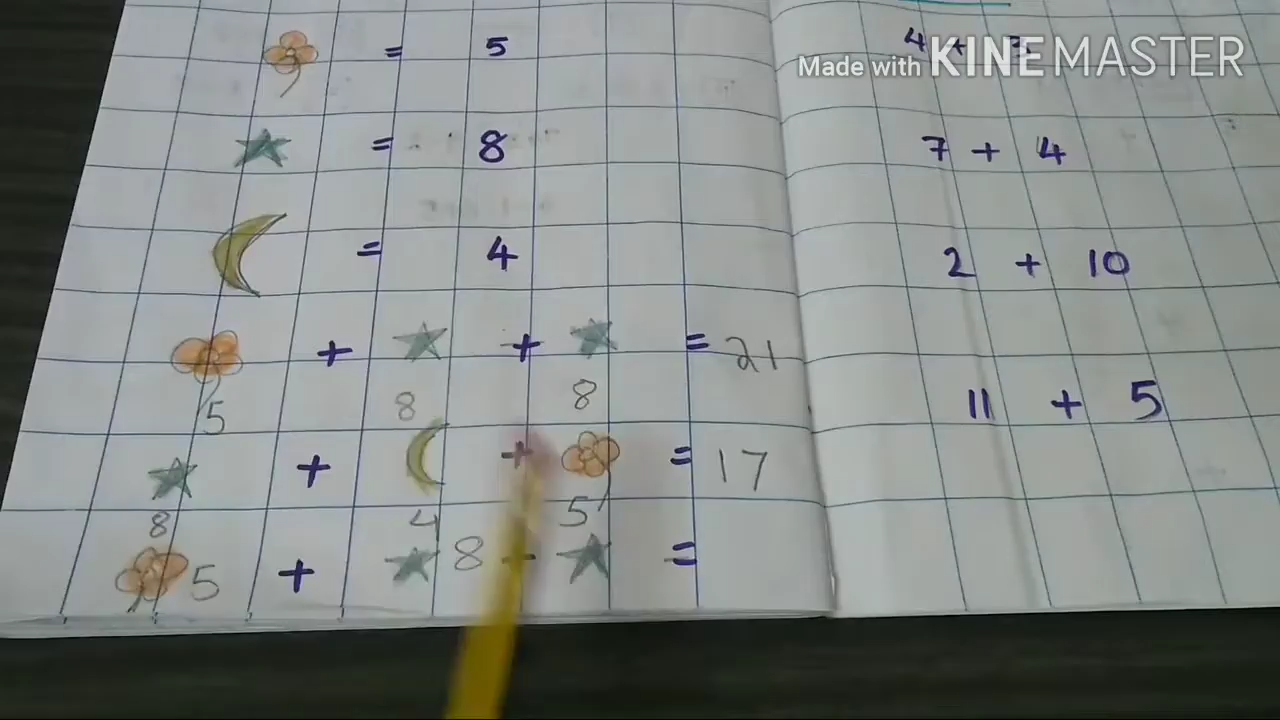 = 5
= 8
= 4
+ + = 21
5 8 8
+ + = 17
8 4 5
5 + 8 =
4 +
Made with KINEMASTER
7 + 4
2 + 10
11 + 5